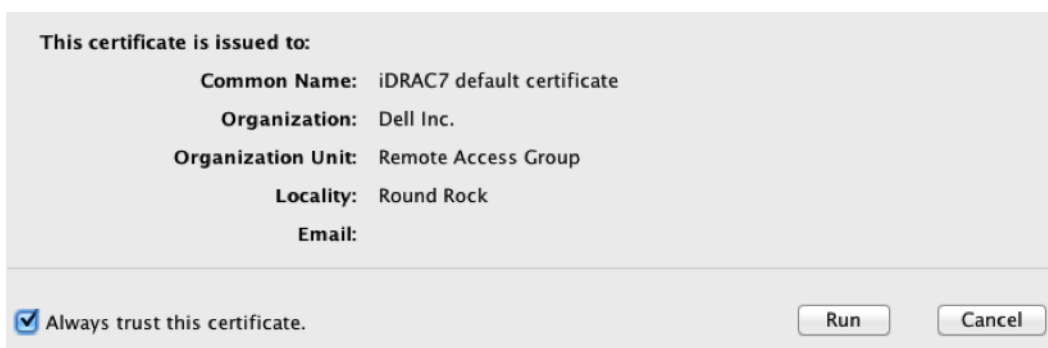 This certificate is issued to:
Common Name: iDRAC7 default certificate
Organization: Dell Inc.
Organization Unit: Remote Access Group
Locality: Round Rock
Email:
Always trust this certificate. Run Cancel